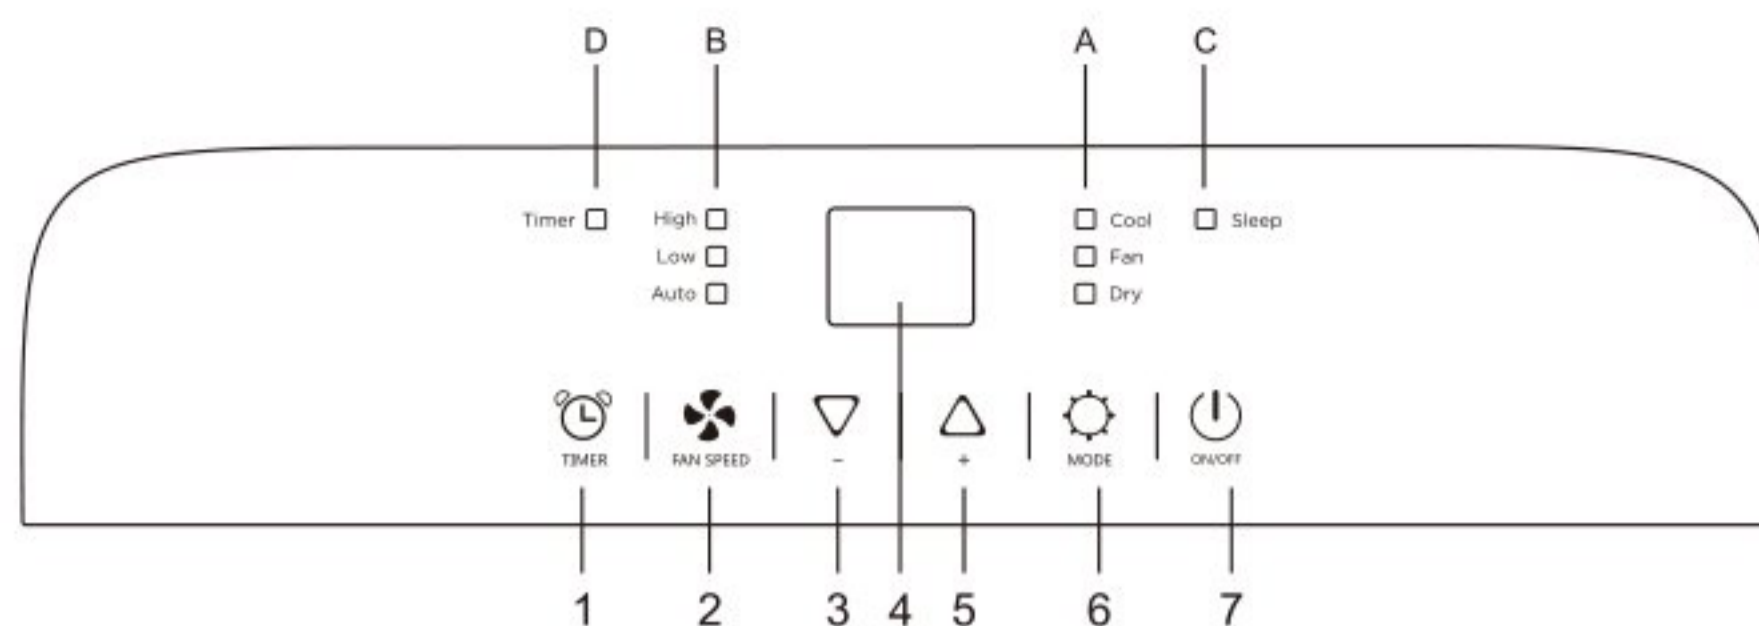 D B A C
Timer High Cool Sleep
Low Fan
Auto Dry
TIMER FAN SPEED - + MODE ON/OFF
1 2 3 4 5 6 7